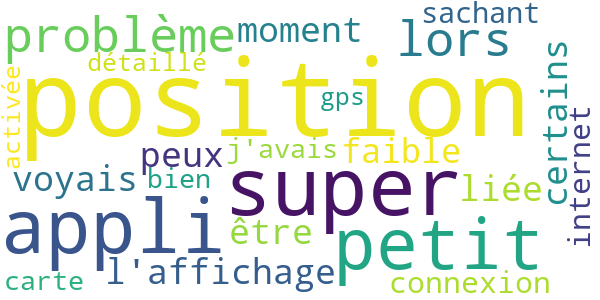 sachant
problème
moment
lors
détaillé
position
certains
activée
gps
internet
peux
j'avais
faible
voyais
bien
super
liée
appli
être
petit
l'affichage
carte
connexion